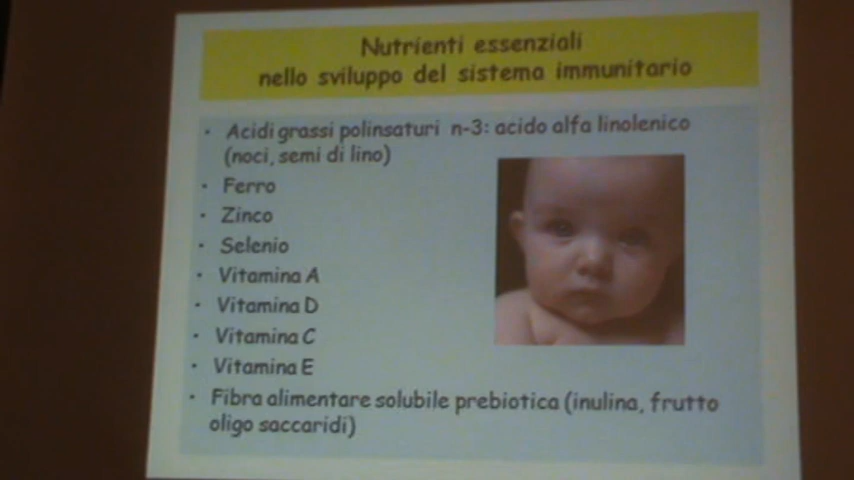 Nutrienti essenziali
nello sviluppo del sistema immunitario
• Acidi grassi polinsaturi n-3: acido alfa linolenico
(noci, semi di lino)
• Ferro
• Zinco
• Selenio
• Vitamina A
• Vitamina D
• Vitamina C
• Vitamina E
• Fibra alimentare solubile prebiotica (inulina, frutto
oligo saccaridi)